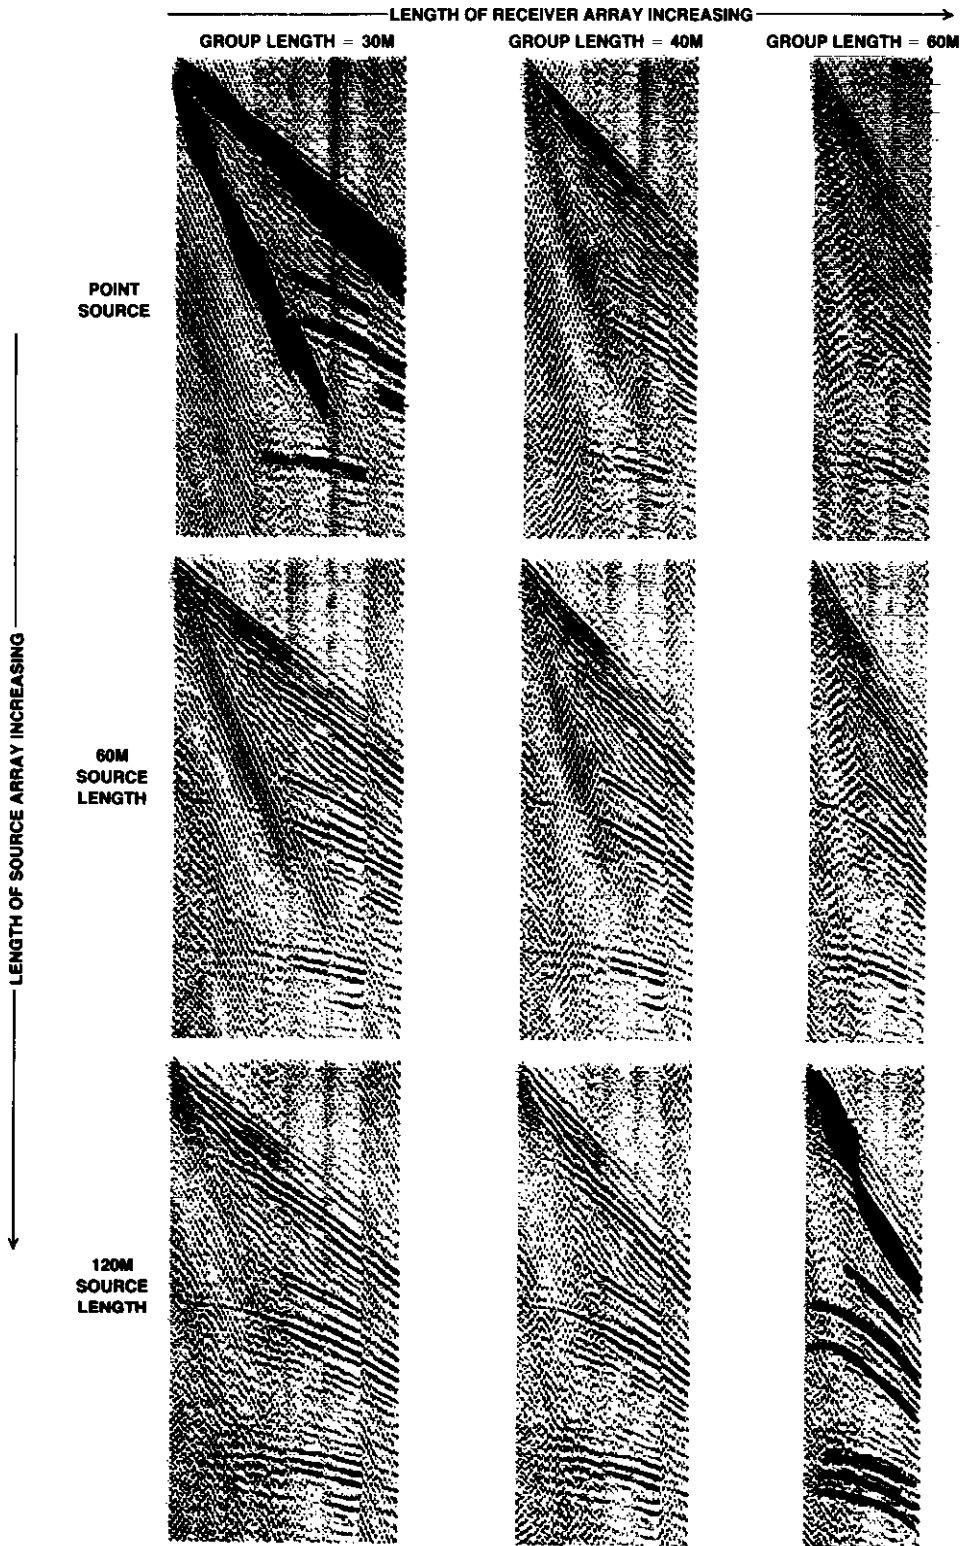 LENGTH OF RECEIVER ARRAY INCREASING
GROUP LENGTH = 30M
GROUP LENGTH = 40M
GROUP LENGTH = 60M
POINT
SOURCE
LENGTH OF SOURCE ARRAY INCREASING
60M
SOURCE
LENGTH
120M
SOURCE
LENGTH